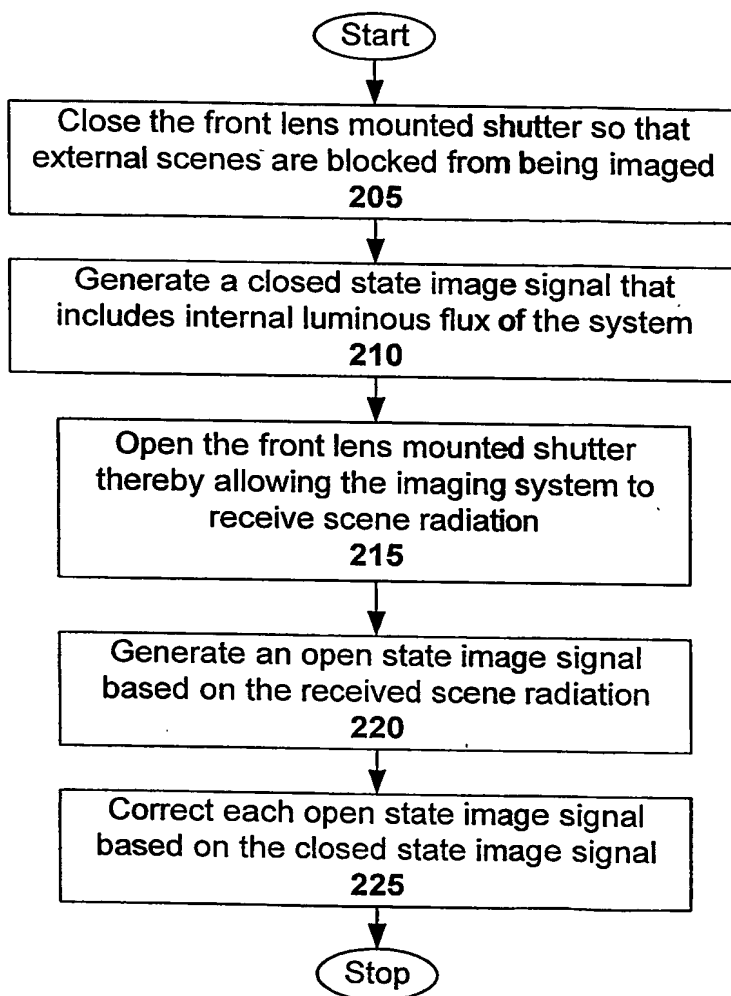 Start
Close the front lens mounted shutter so that
external scenes are blocked from being imaged
205
Generate a closed state image signal that
includes internal luminous flux of the system
210
Open the front lens mounted shutter
thereby allowing the imaging system to
receive scene radiation
215
Generate an open state image signal
based on the received scene radiation
220
Correct each open state image signal
based on the closed state image signal
225
Stop